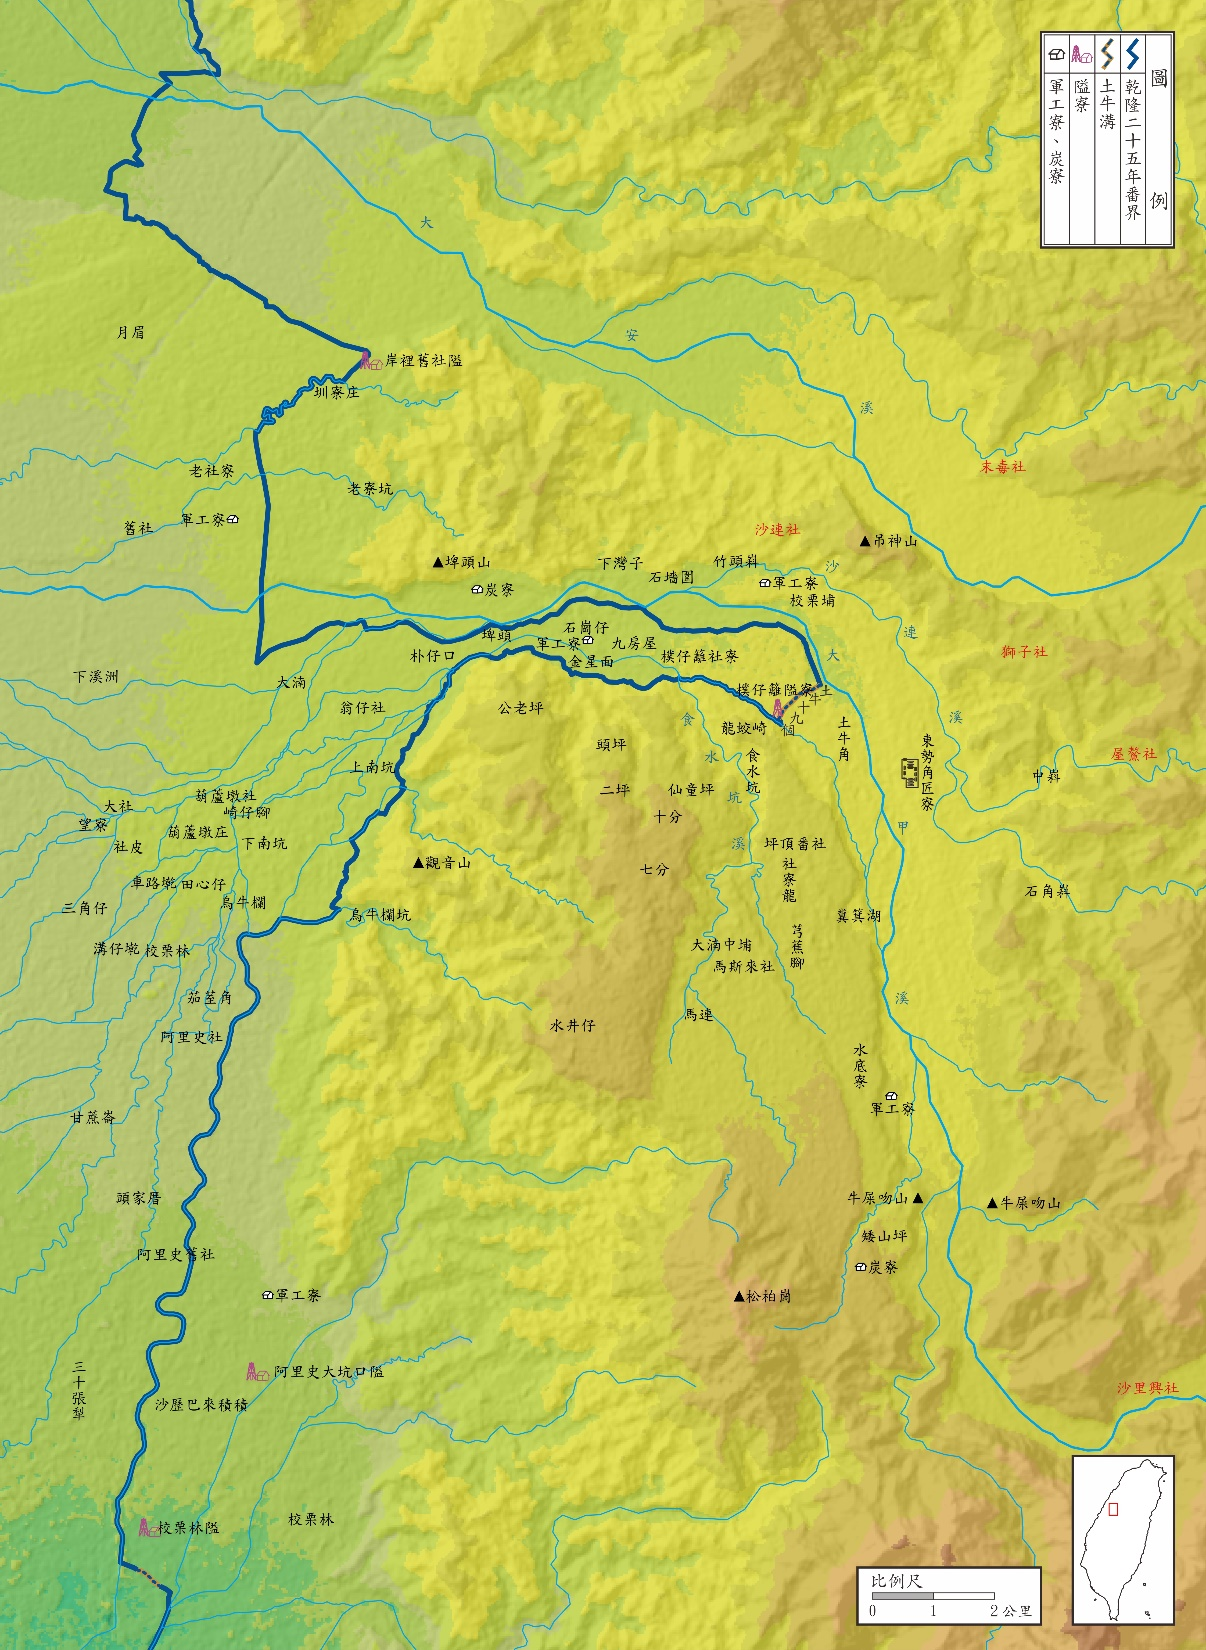 圖例
乾隆二十五年番界
土牛溝
隘寮
軍工寮、炭寮
大
安
溪
月眉
岸裡舊社隘
圳寮庄
老社寮
老寮坑
舊社
軍工寮
末毒社
沙連社
吊神山
埤頭山
炭寮
下灣子
石墻圍
竹頭科
軍工寮
校栗埔
沙
連
溪
獅子社
埤頭
石崗仔
軍工寮
九房屋
金星面
樸仔籬社寮
朴仔口
大
甲
溪
下溪洲
大湳
翁仔社
公老坪
樸仔籬隘寮
土
牛
十
九
個
龍蛟崎
土牛角
食
水
坑
溪
食水坑
頭坪
二坪
仙童坪
十分
七分
東勢角匠寮
屋鰲社
中嵙
石角嵙
上南坑
葫蘆墩社
崎仔腳
大社
望寮
社皮
葫蘆墩庄
下南坑
觀音山
坪頂番社
社寮龍
車路墘
田心仔
三角仔
烏牛欄
烏牛欄坑
糞箕湖
芎蕉腳
溝仔墘
校栗林
大湳中埔
馬斯來社
茄荎角
馬連
水井仔
阿里史社
水底寮
軍工寮
甘蔗崙
頭家厝
牛屎吻山
牛屎吻山
阿里史舊社
矮山坪
炭寮
軍工寮
松柏崗
三十張犁
阿里史大坑口隘
沙里興社
沙歷巴來積積
校栗林隘
校栗林
比例尺
0 1 2 公里